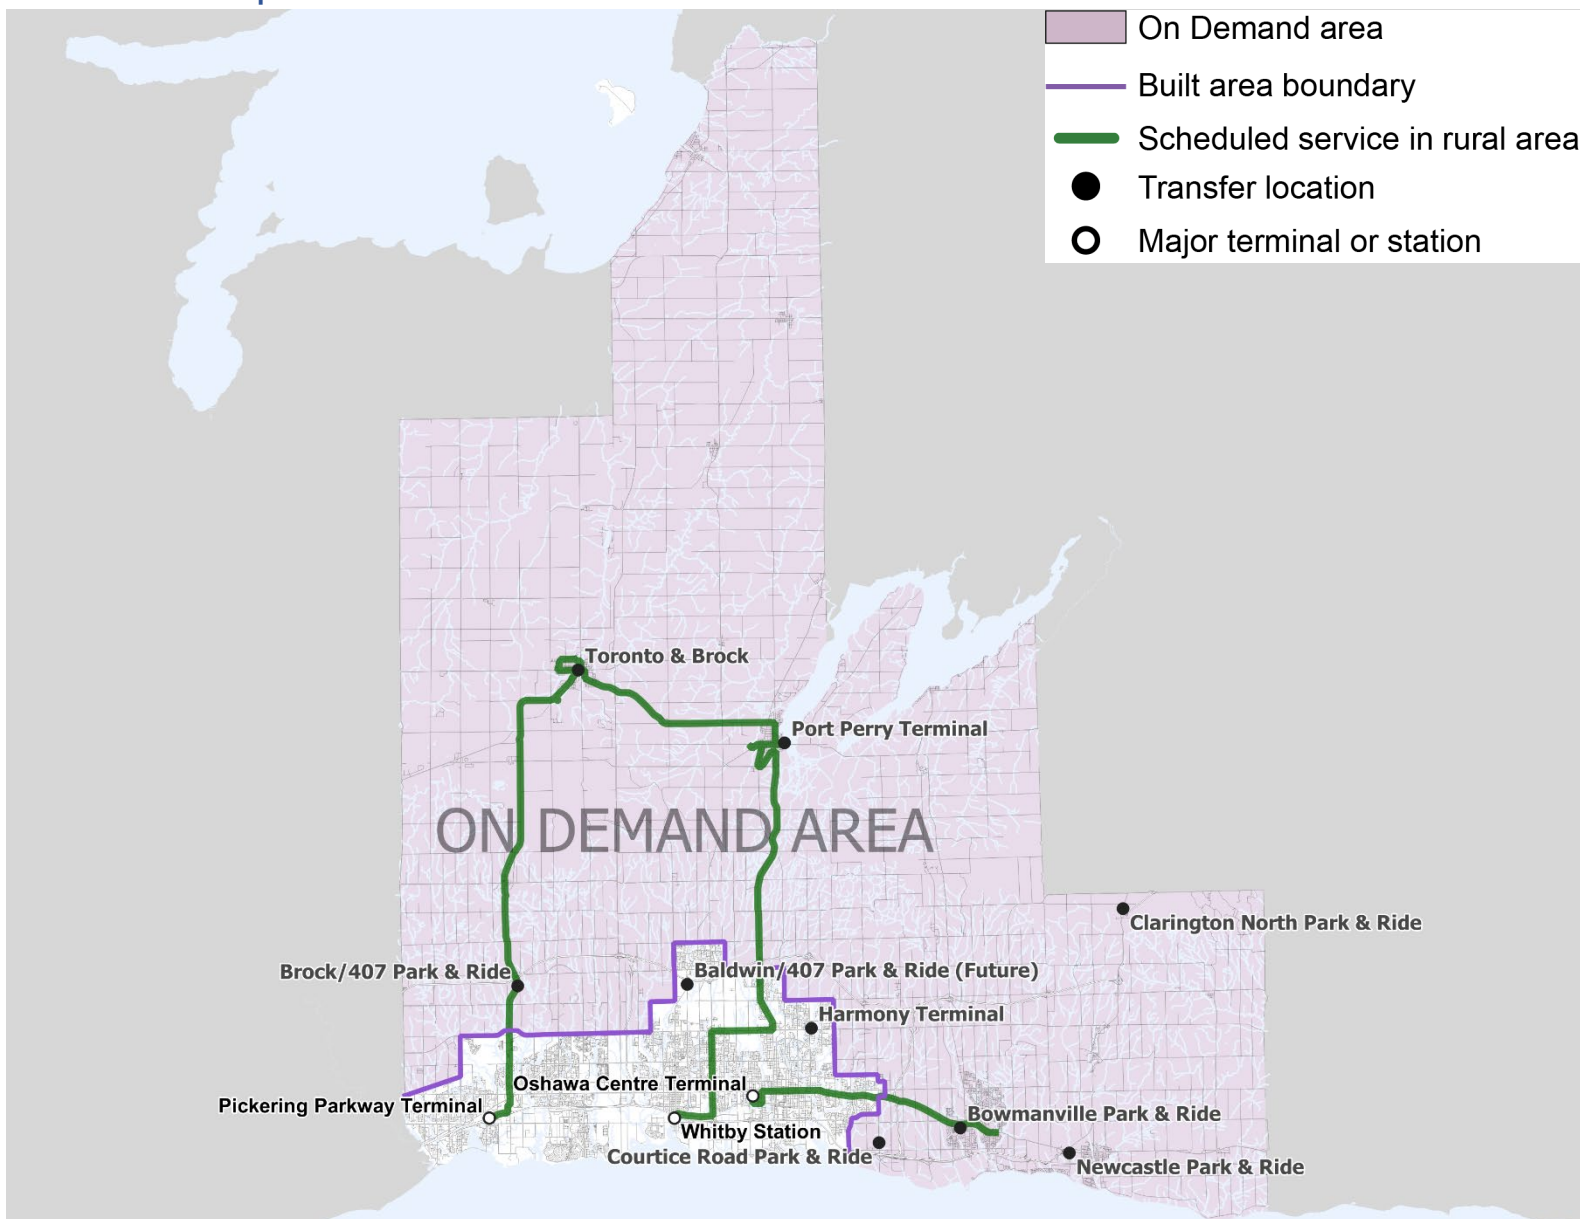 On Demand area
Built area boundary
Scheduled service in rural area
Transfer location
Major terminal or station
Toronto & Brock
Port Perry Terminal
ON DEMAND AREA
Clarington North Park & Ride
Brock/407 Park & Ride
Baldwin/407 Park & Ride (Future)
Harmony Terminal
Oshawa Centre Terminal
Pickering Parkway Terminal
Bowmanville Park & Ride
Whitby Station
Courtice Road Park & Ride
Newcastle Park & Ride